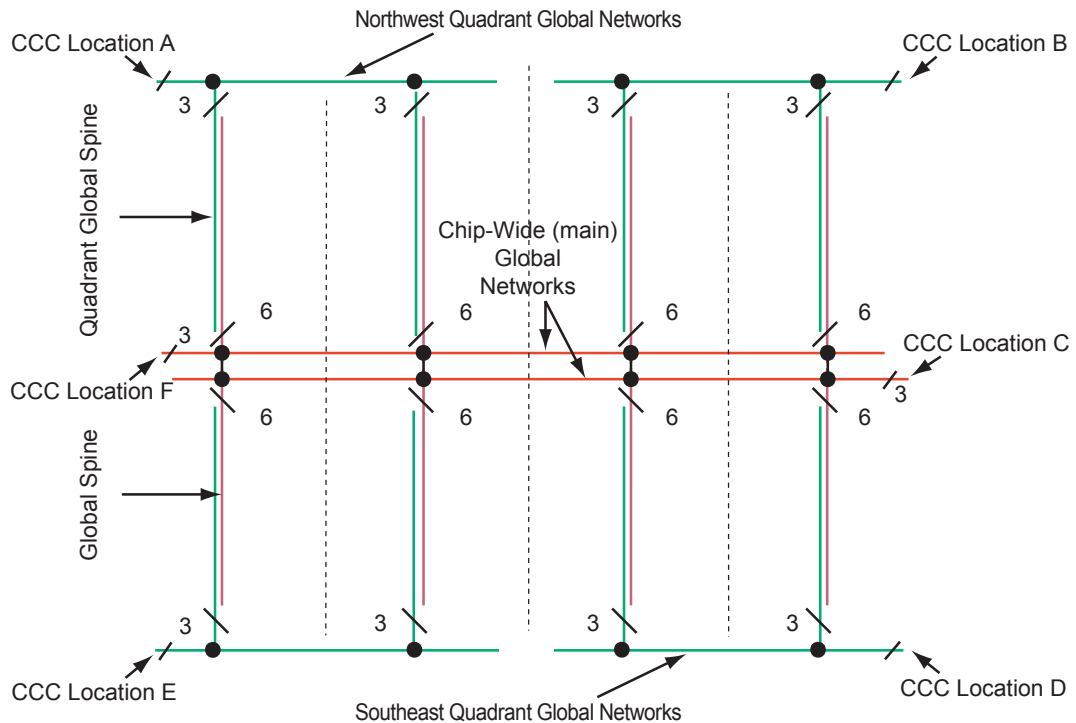 Northwest Quadrant Global Networks
CCC Location A
CCC Location B
3
3
3
3
Quadrant Global Spine
Chip-Wide (main)
Global
Networks
6
6
6
6
3
CCC Location C
CCC Location F
3
6
6
6
6
Global Spine
3
3
3
3
CCC Location E
CCC Location D
Southeast Quadrant Global Networks